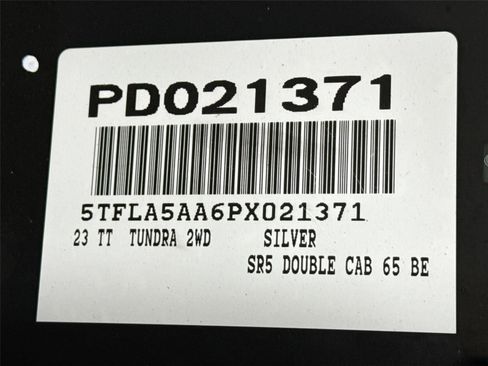 PD021371
5TFLA5AA6PX021371
23 TT TUNDRA 2WD SILVER
SR5 DOUBLE CAB 65 BE